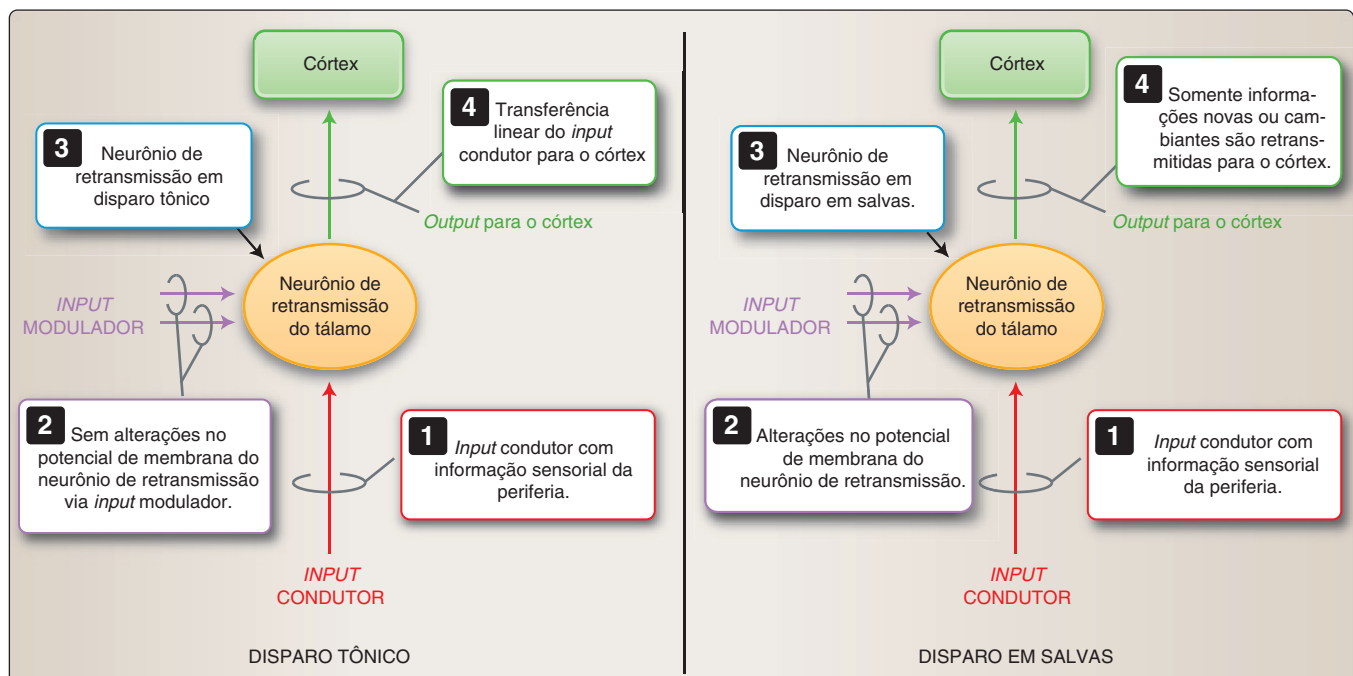 Córtex
4
Transferência
linear do input
condutor para o córtex
3
Neurônio de
retransmissão em
disparo tônico
Output para o córtex
Neurônio de
retransmissão
do tálamo
INPUT
MODULADOR
2
Sem alterações no
potencial de membrana do
neurônio de retransmissão
via input modulador.
1
Input condutor com
informação sensorial da
periferia.
INPUT
CONDUTOR
DISPARO TÔNICO
Córtex
4
Somente informa-
ções novas ou cam-
biantes são retrans-
mitidas para o córtex.
3
Neurônio de
retransmissão em
disparo em salvas.
Output para o córtex
Neurônio de
retransmissão
do tálamo
INPUT
MODULADOR
2
Alterações no potencial
de membrana do
neurônio de retransmissão.
1
Input condutor com
informação sensorial
da periferia.
INPUT
CONDUTOR
DISPARO EM SALVAS